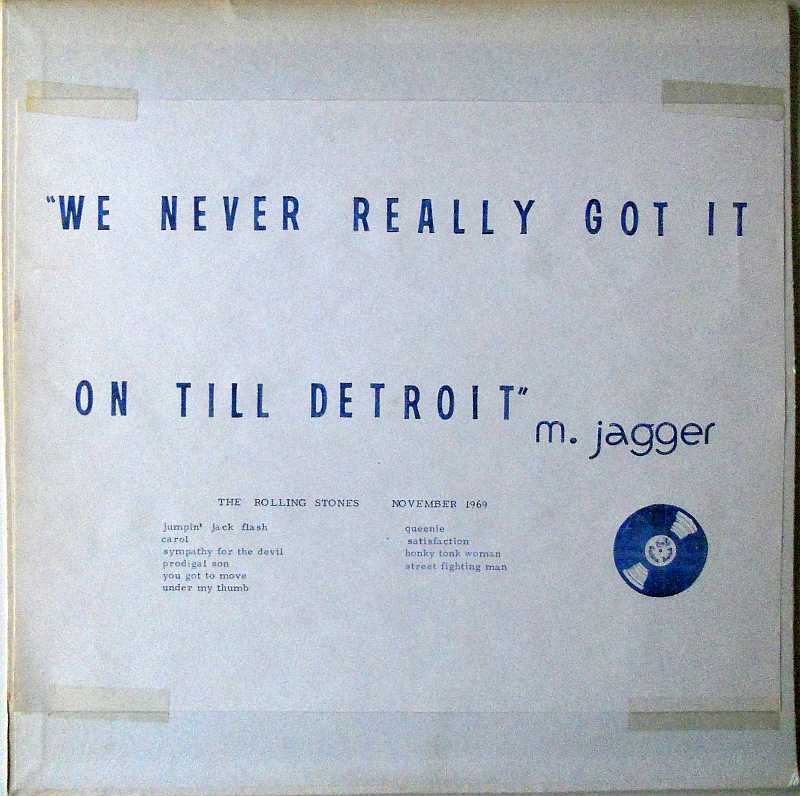 "WE NEVER REALLY GOT IT
ON TILL DETROIT"
m. jagger
THE ROLLING STONES NOVEMBER 1969
jumpin' jack flash
carol
sympathy for the devil
prodigal son
you got to move
under my thumb
queenie
satisfaction
honky tonk woman
street fighting man